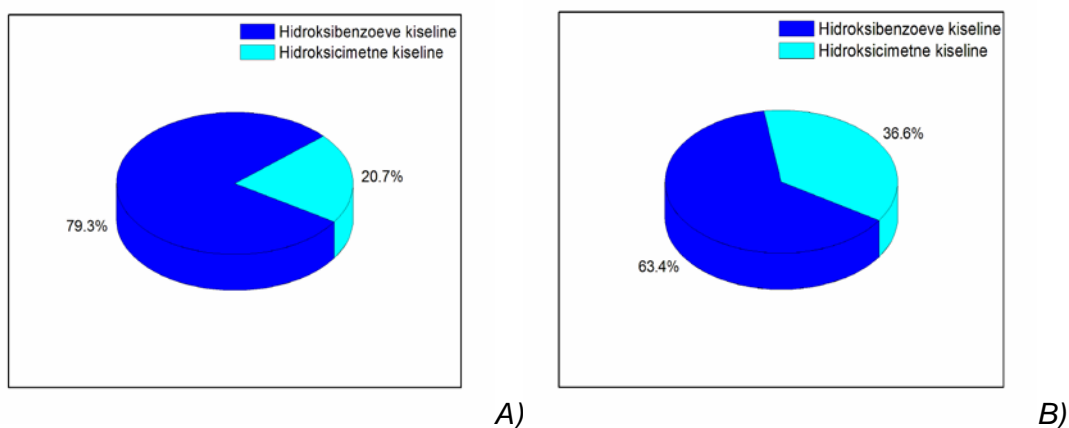 Hidroksibenzoeve kiseline
Hidroksicimetne kiseline
20.7%
79.3%
A)
Hidroksibenzoeve kiseline
Hidroksicimetne kiseline
36.6%
63.4%
B)